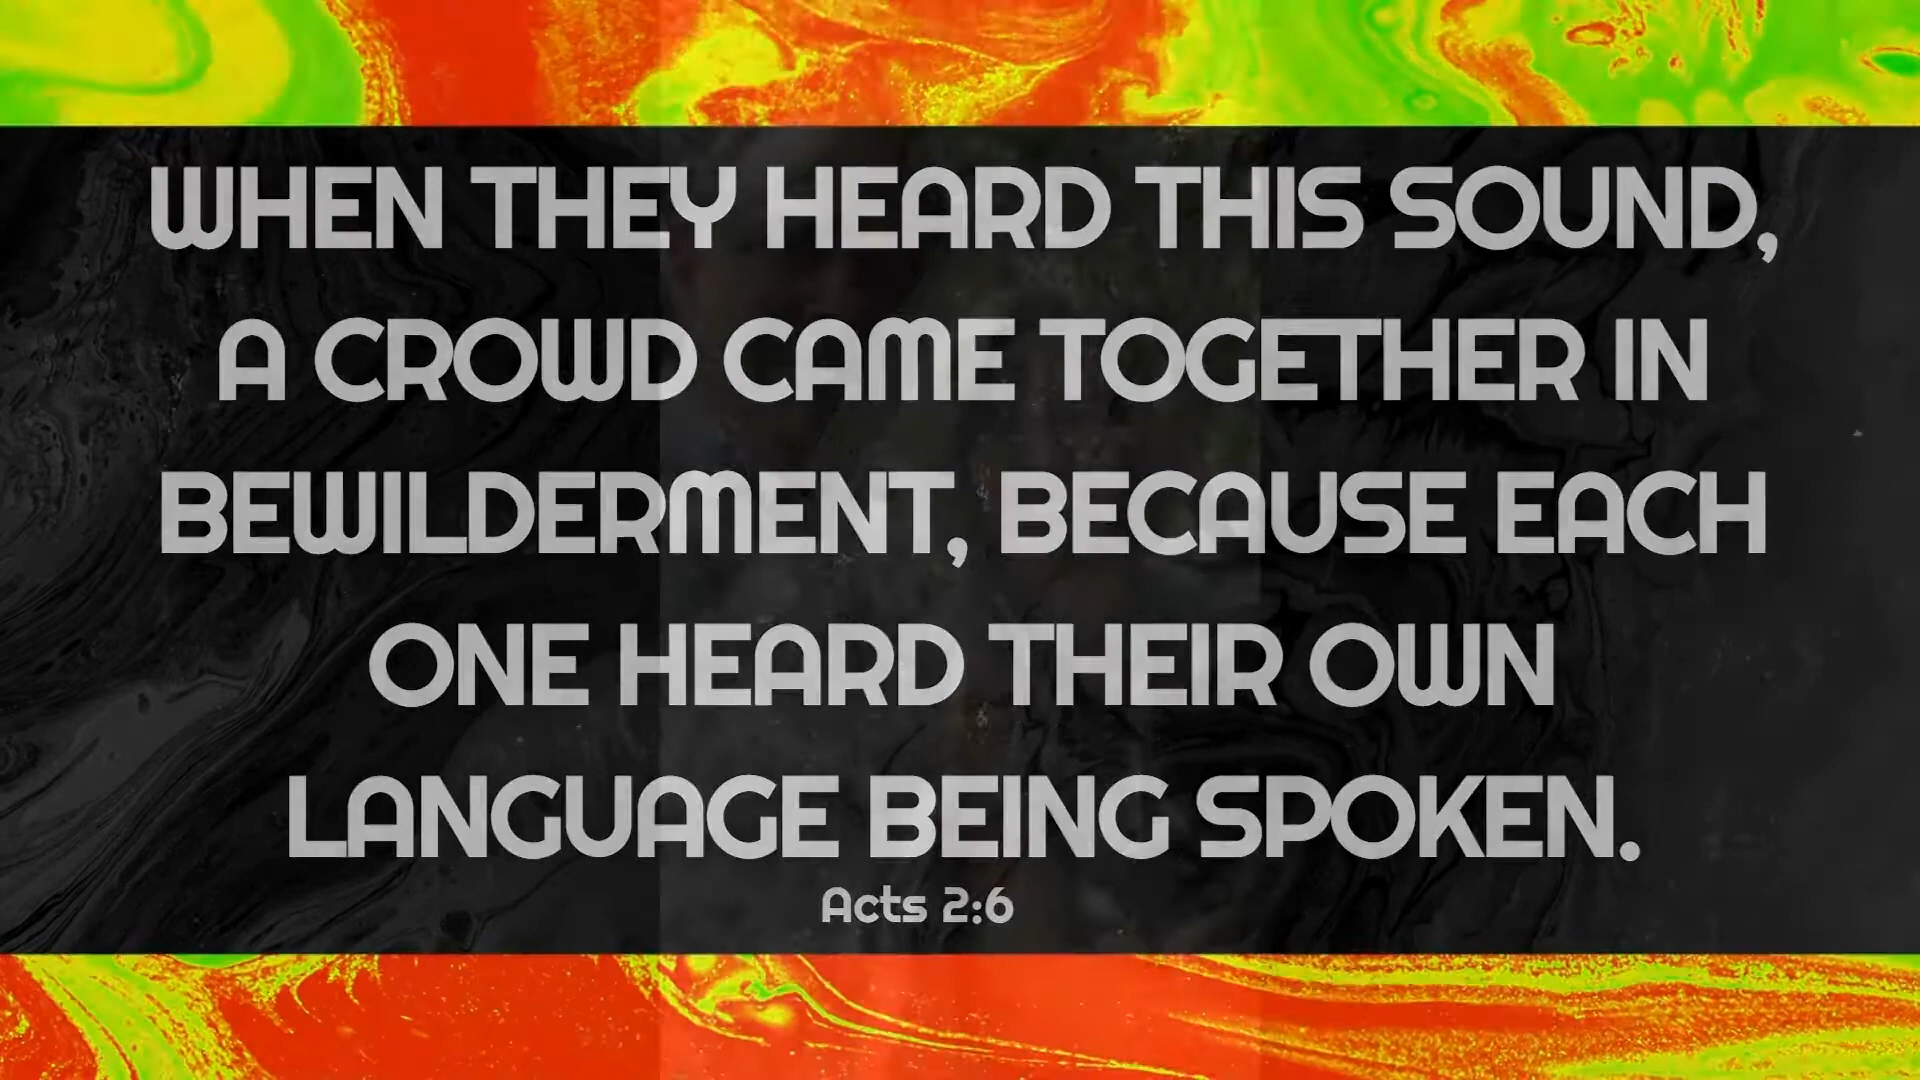 WHEN THEY HEARD THIS SOUND,
A CROWD CAME TOGETHER IN
BEWILDERMENT, BECAUSE EACH
ONE HEARD THEIR OWN
LANGUAGE BEING SPOKEN.
Acts 2:6